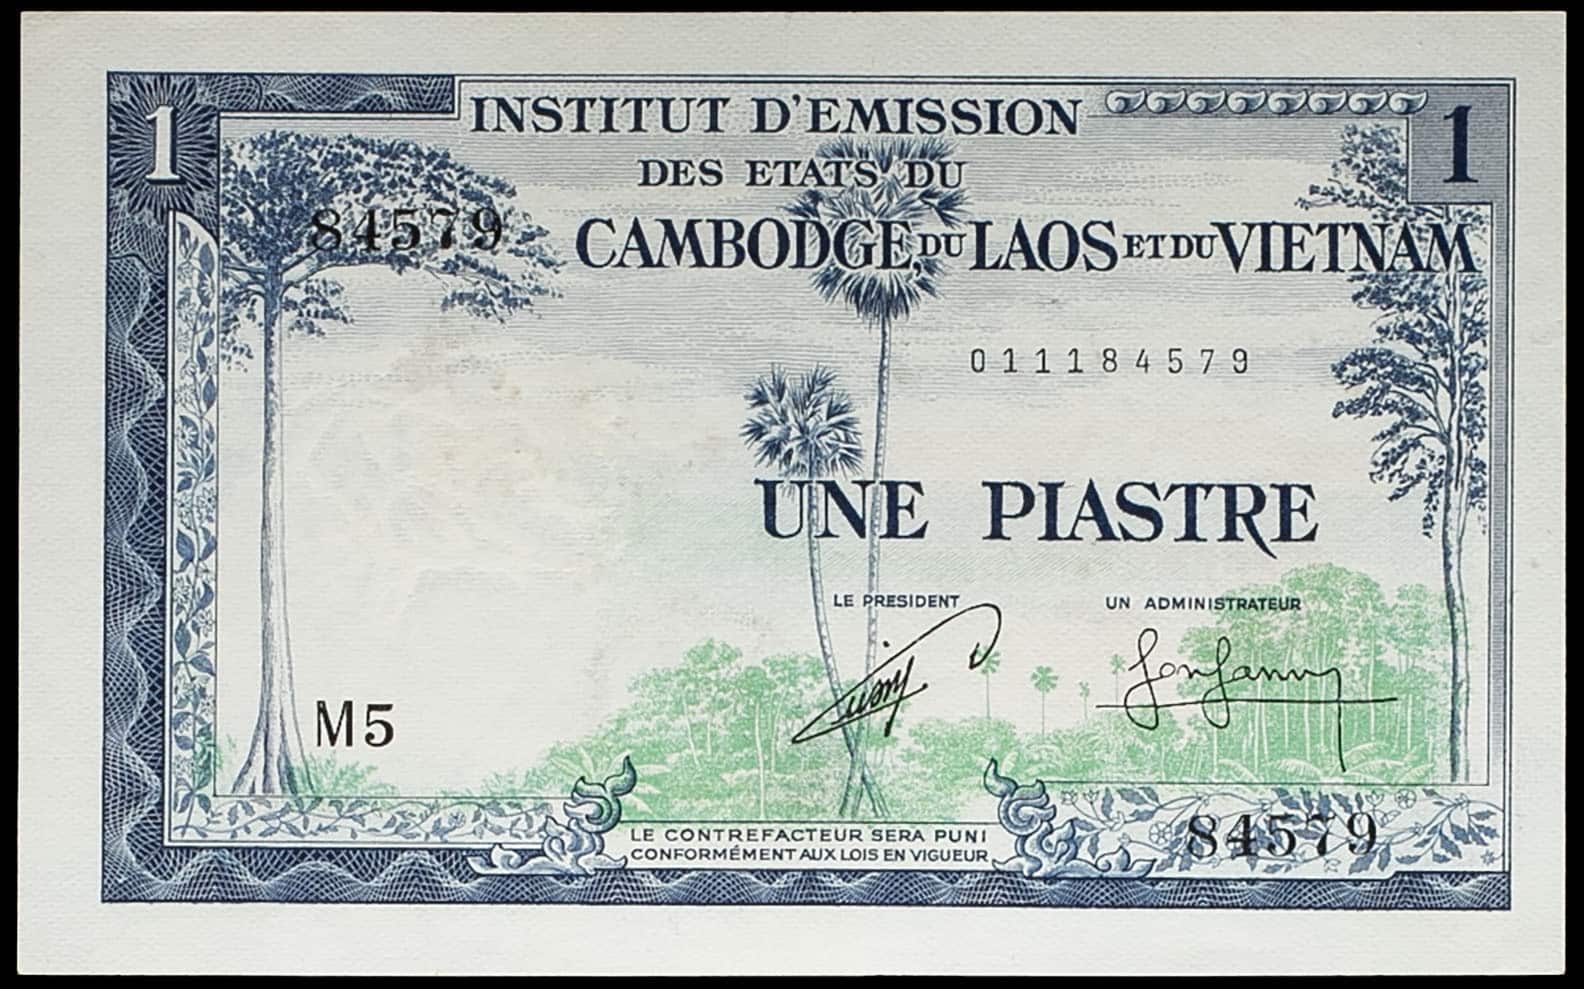 1
INSTITUT D'EMISSION
1
DES ETATS DU
84579
CAMBODGE, DU LAOS ET DU VIETNAM
011184579
UNE PIASTRE
LE PRESIDENT
UN ADMINISTRATEUR
M5
LE CONTREFACTEUR SERA PUNI
CONFORMÉMENT AUX LOIS EN VIGUEUR
84579